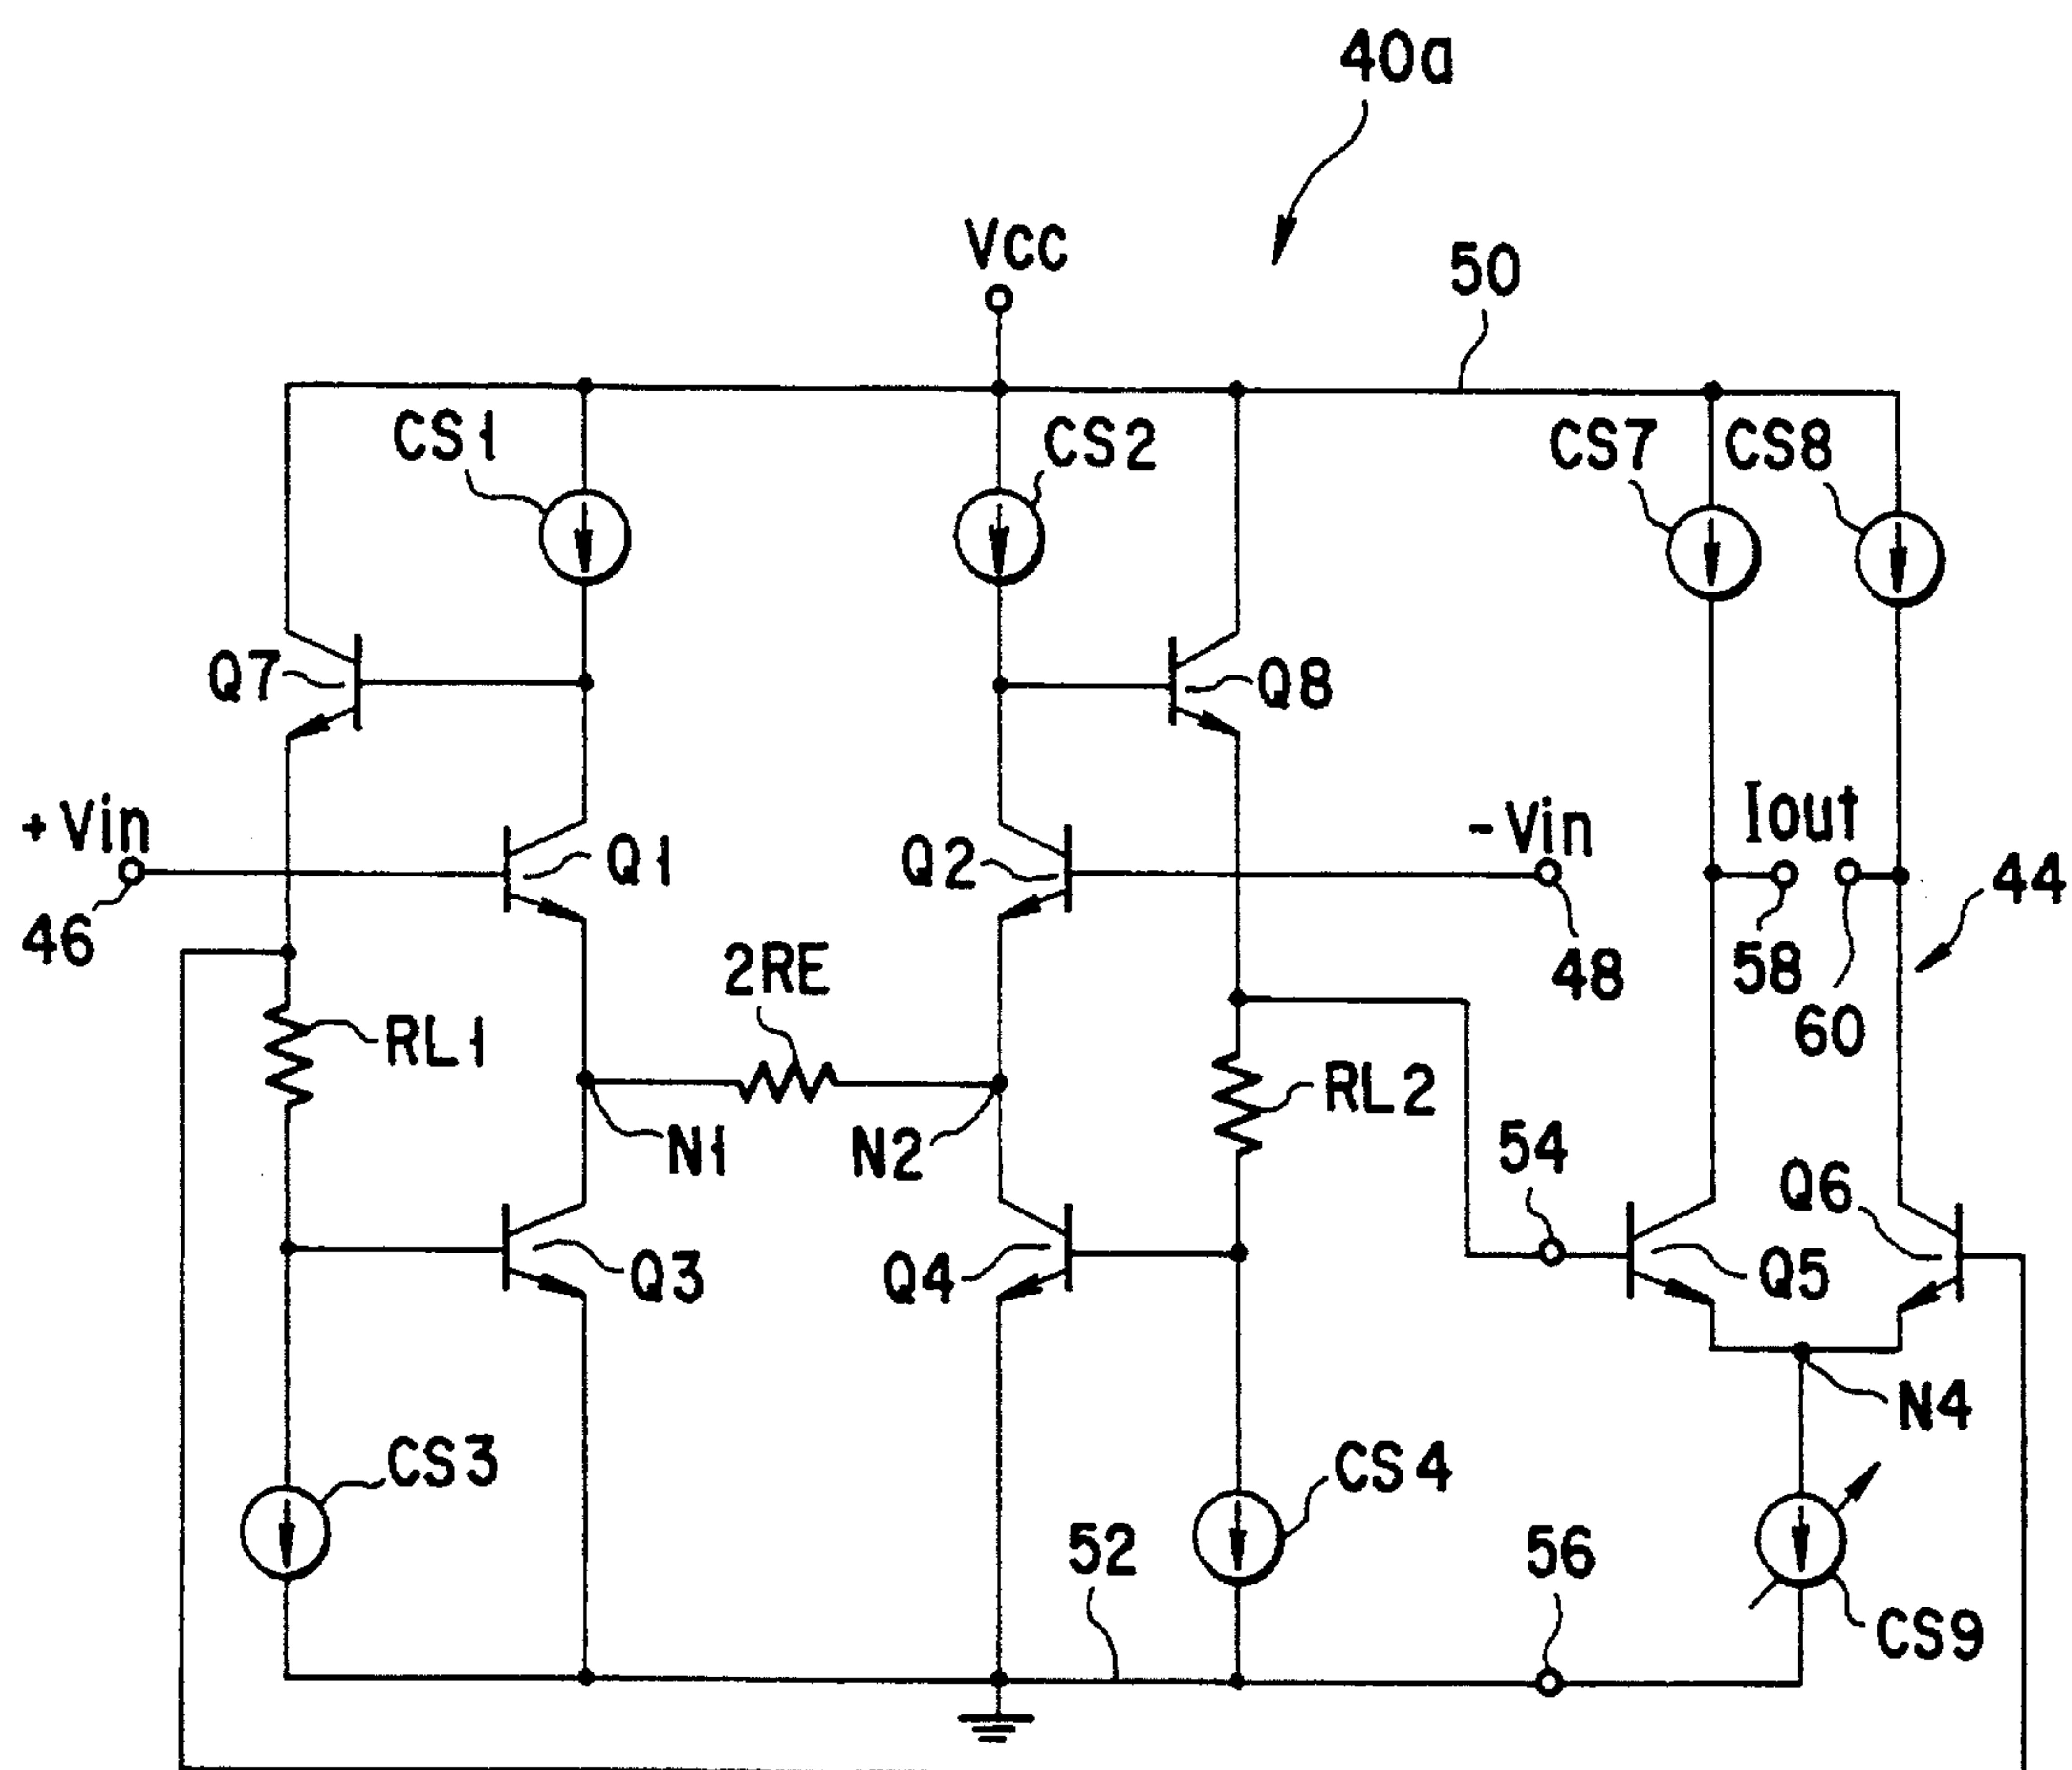 40a
VCC
50
CS1
CS2
CS7
CS8
Q7
Q8
+Vin
Q1
Q2
-Vin
Iout
46
48
58
60
44
2RE
RL1
RL2
N1
N2
54
Q6
Q3
Q4
Q5
N4
CS3
CS4
52
56
CS9